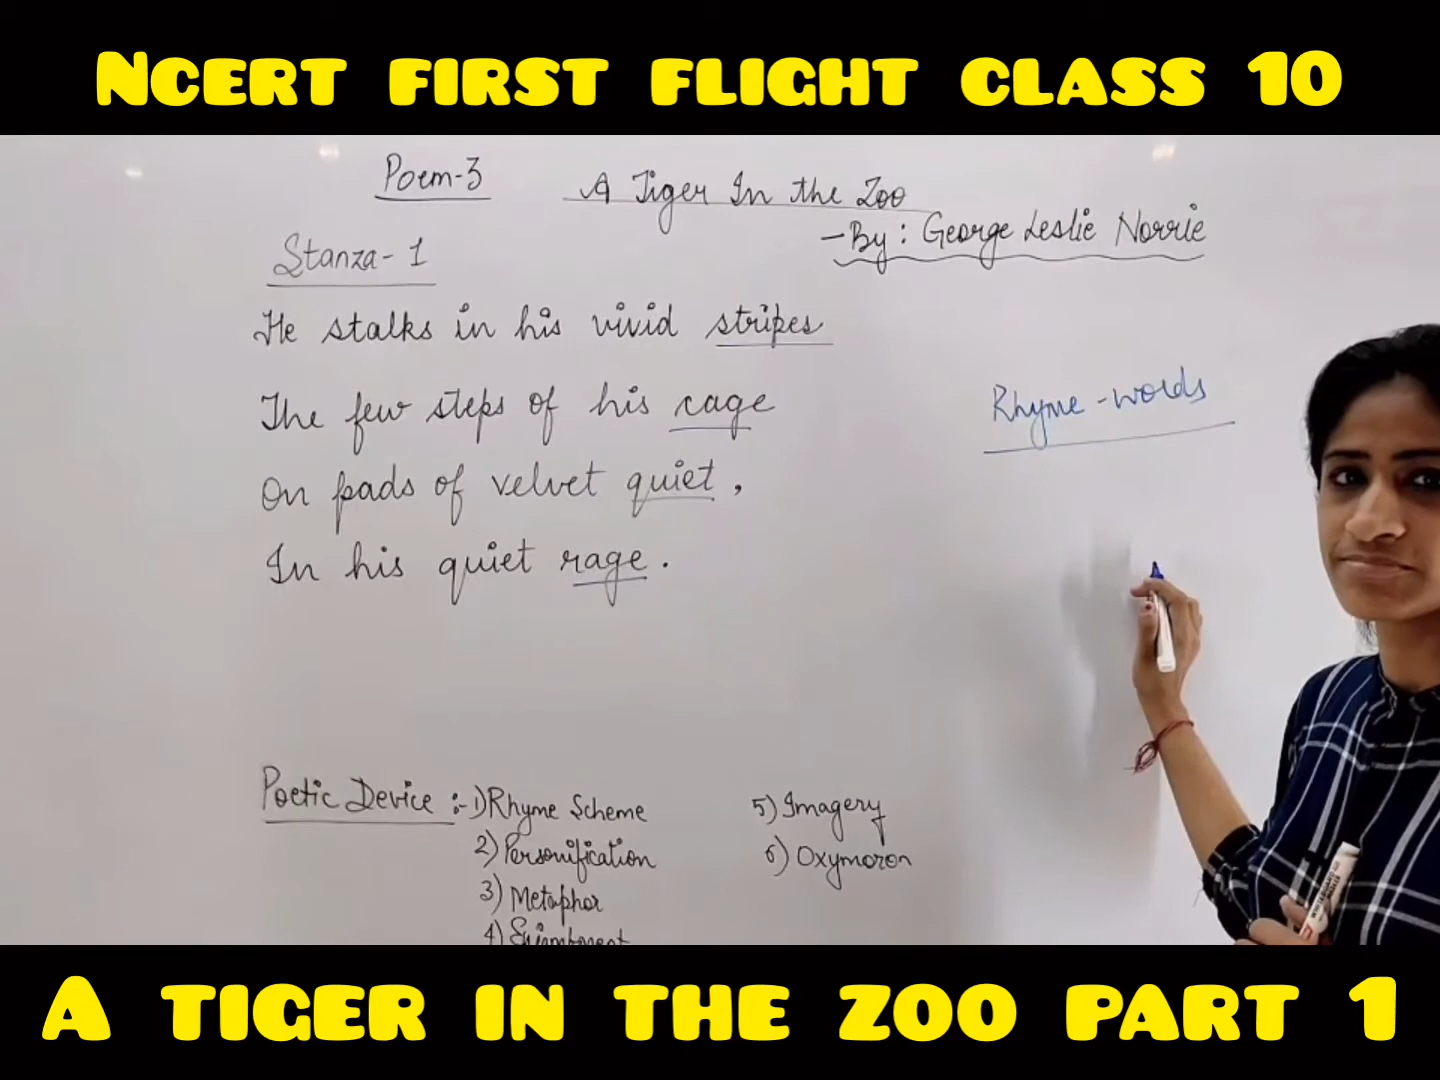 NCERT FIRST FLIGHT CLASS 10
Poem-3
A Tiger In the Zoo
-By: George Leslie Norrie
Stanza-1
He stalks in his vivid stripes
The few steps of his cage
On pads of velvet quiet,
In his quiet rage.
Rhyme-words
Poetic Device :- 1) Rhyme Scheme
2) Personification
3) Metaphor
4)
5) Imagery
6) Oxymoron
A TIGER IN THE ZOO PART 1